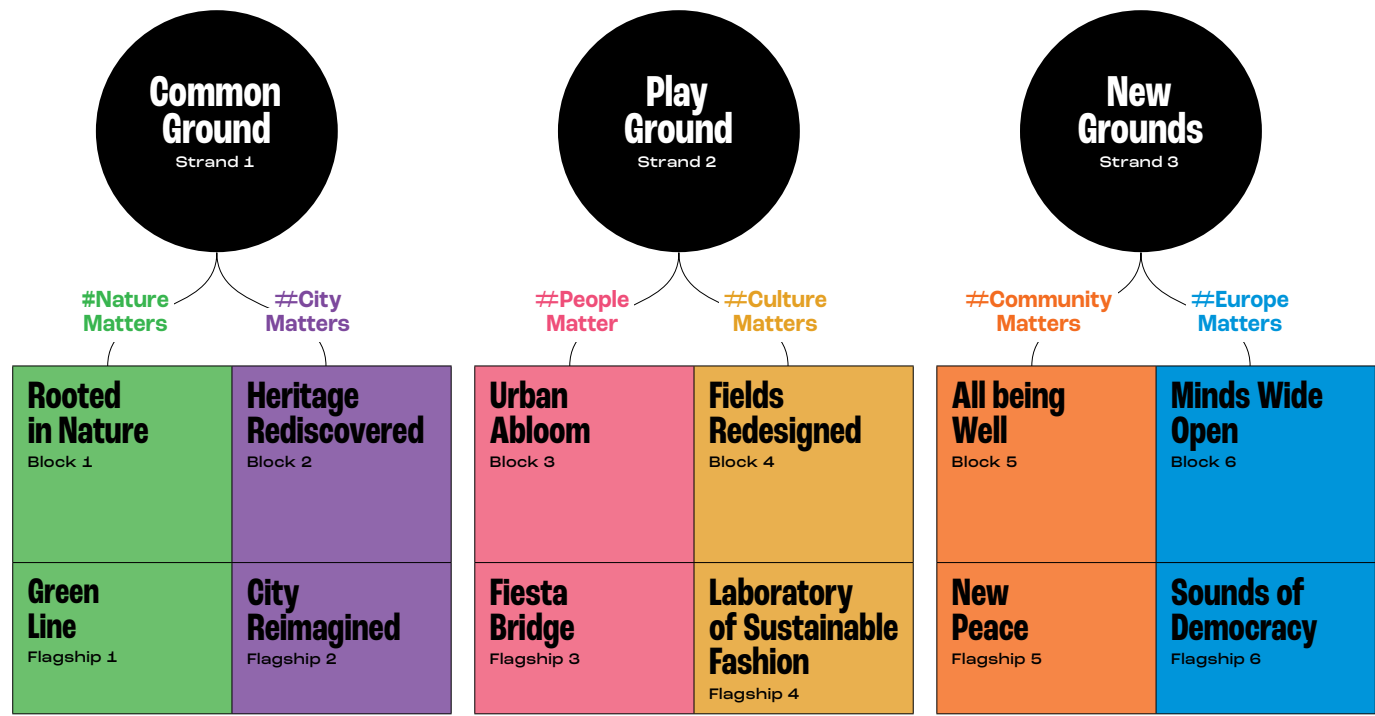 Common
Ground
Strand 1
Play
Ground
Strand 2
New
Grounds
Strand 3
#Nature
Matters
#City
Matters
#People
Matter
#Culture
Matters
#Community
Matters
#Europe
Matters
Rooted
in Nature
Block 1
Heritage
Rediscovered
Block 2
Urban
Abloom
Block 3
Fields
Redesigned
Block 4
All being
Well
Block 5
Minds Wide
Open
Block 6
Green
Line
Flagship 1
City
Reimagined
Flagship 2
Fiesta
Bridge
Flagship 3
Laboratory
of Sustainable
Fashion
Flagship 4
New
Peace
Flagship 5
Sounds of
Democracy
Flagship 6